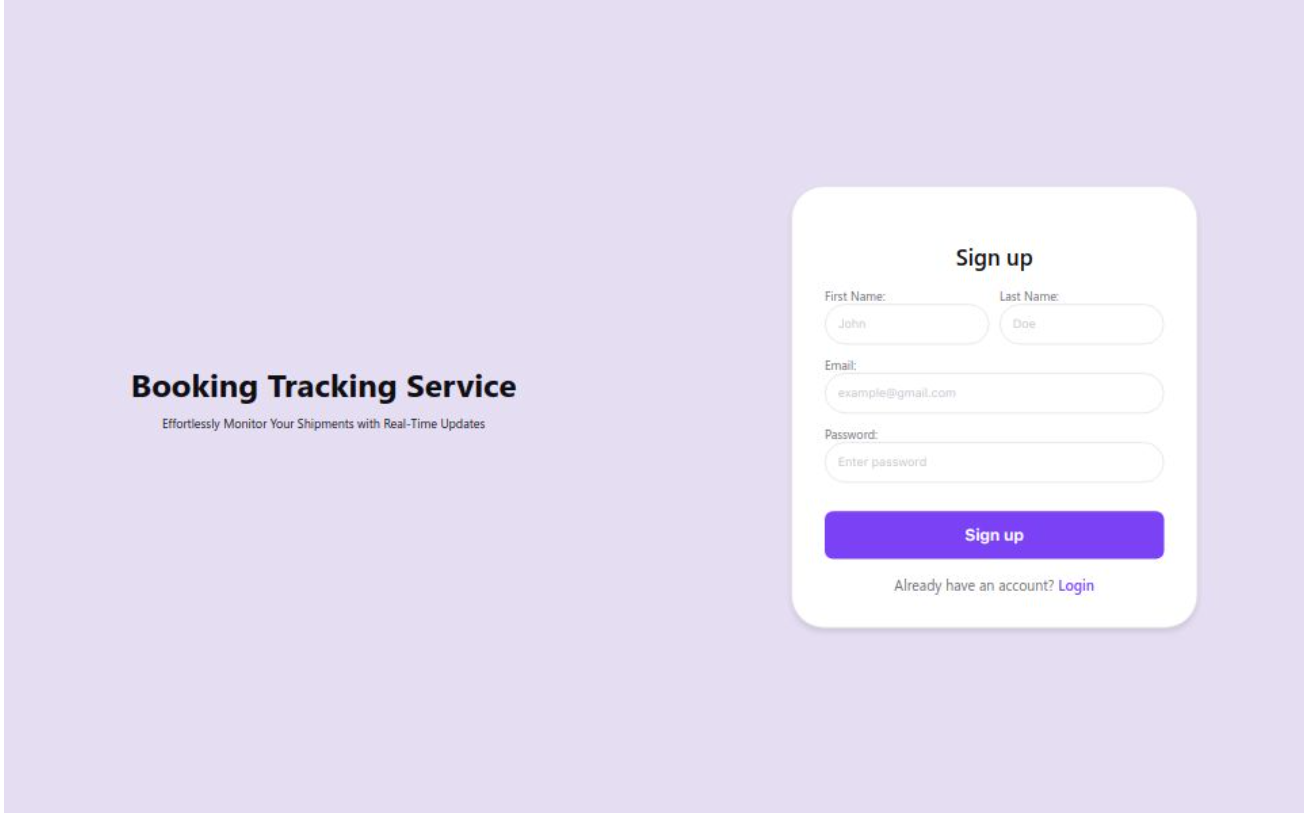 Booking Tracking Service
Effortlessly Monitor Your Shipments with Real-Time Updates
Sign up
First Name: Last Name:
John Doe
Email:
example@gmail.com
Password:
Enter password
Sign up
Already have an account? Login